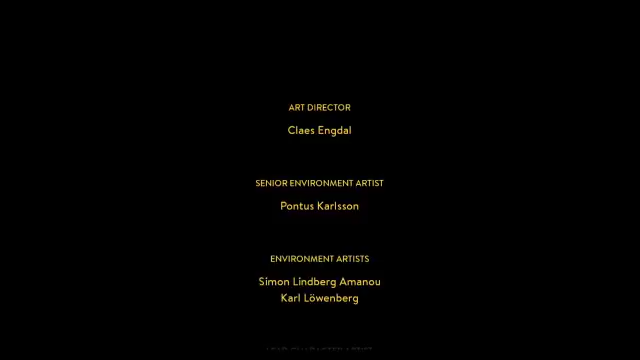 ART DIRECTOR
Claes Engdal
SENIOR ENVIRONMENT ARTIST
Pontus Karlsson
ENVIRONMENT ARTISTS
Simon Lindberg Amanou
Karl Löwenberg